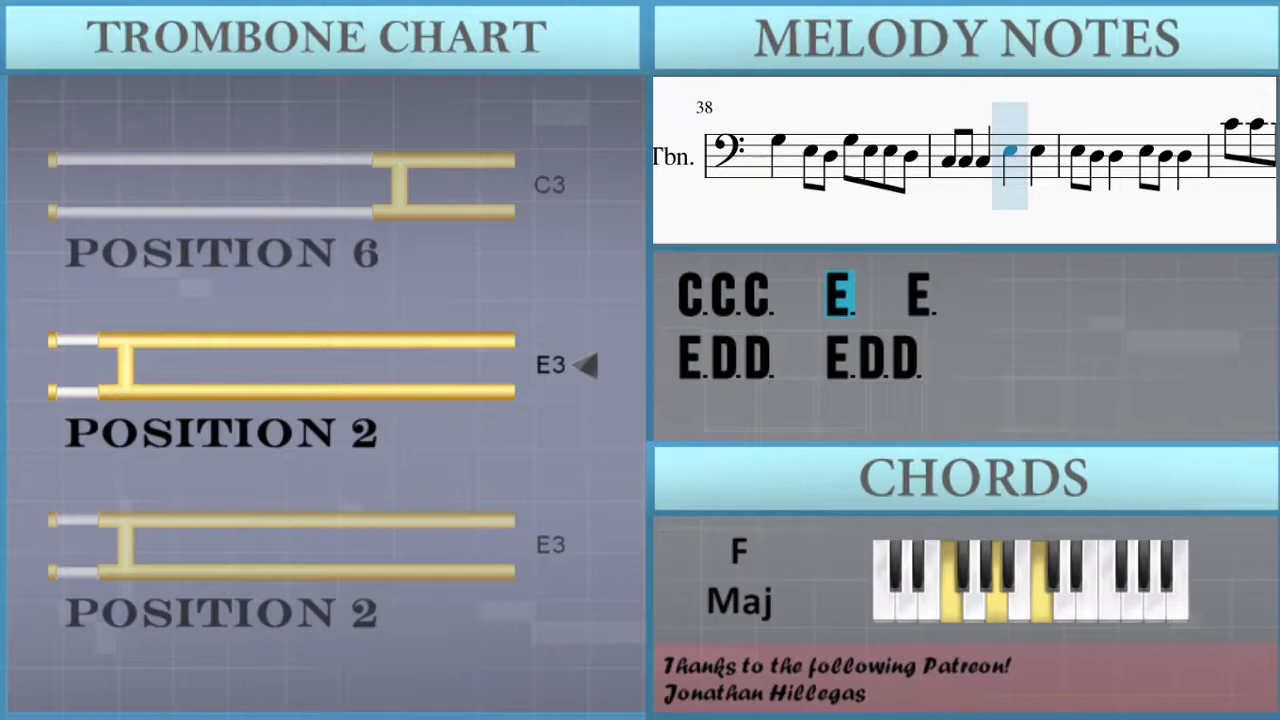 TROMBONE CHART
C3
POSITION 6
E3
POSITION 2
E3
POSITION 2
MELODY NOTES
38
Tbn.
C.C.C. E. E.
E.D.D. E.D.D.
CHORDS
F
Maj
Thanks to the following Patreon!
Jonathan Hillegas